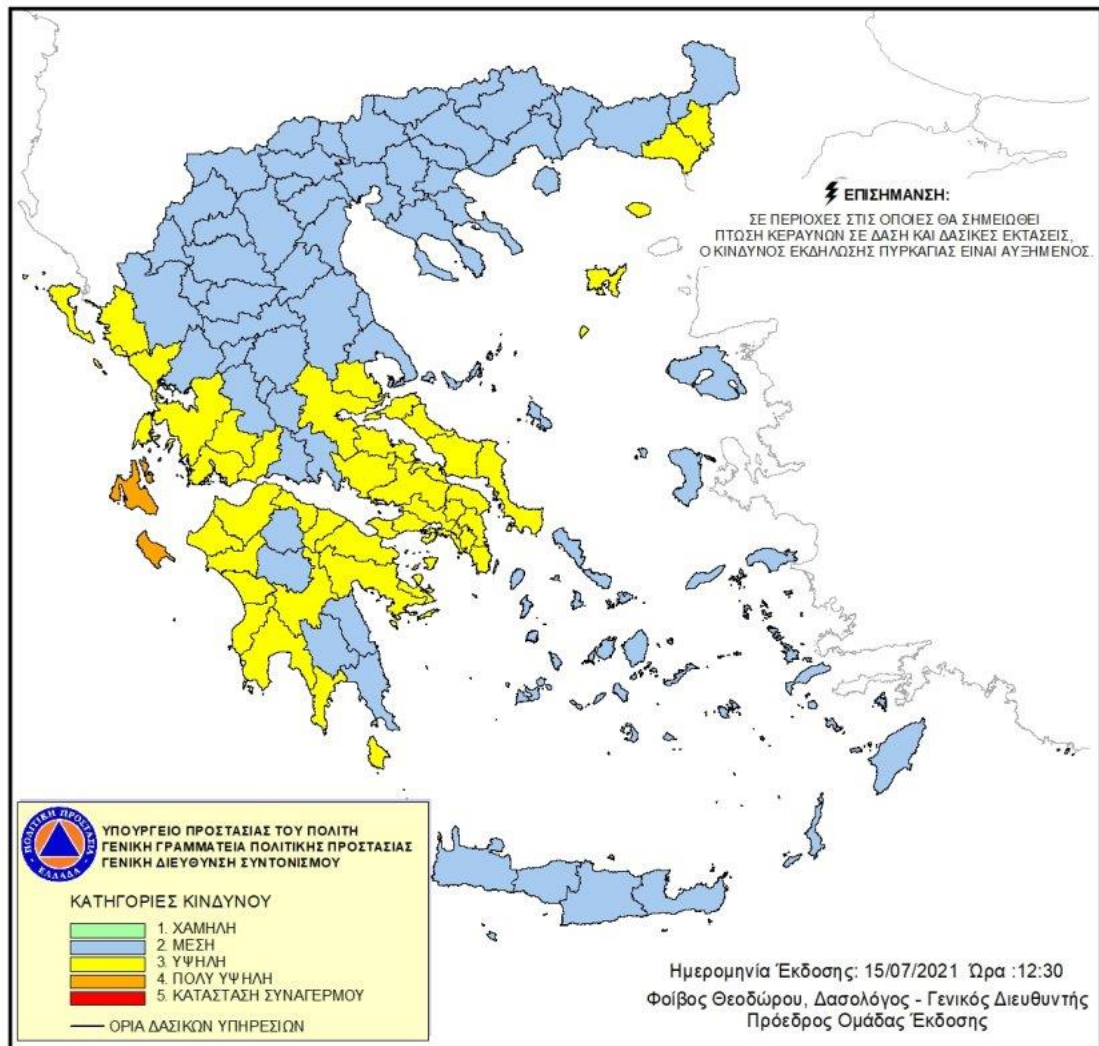 ΕΠΙΣΗΜΑΝΣΗ:
ΣΕ ΠΕΡΙΟΧΕΣ ΣΤΙΣ ΟΠΟΙΕΣ ΘΑ ΣΗΜΕΙΩΘΕΙ
ΠΤΩΣΗ ΚΕΡΑΥΝΩΝ ΣΕ ΔΑΣΗ ΚΑΙ ΔΑΣΙΚΕΣ ΕΚΤΑΣΕΙΣ,
Ο ΚΙΝΔΥΝΟΣ ΕΚΔΗΛΩΣΗΣ ΠΥΡΚΑΓΙΑΣ ΕΙΝΑΙ ΑΥΞΗΜΕΝΟΣ.
ΠΟΛΙΤΙΚΗ ΠΡΟΣΤΑΣΙΑ
ΕΛΛΑΔΑ
ΥΠΟΥΡΓΕΙΟ ΠΡΟΣΤΑΣΙΑΣ ΤΟΥ ΠΟΛΙΤΗ
ΓΕΝΙΚΗ ΓΡΑΜΜΑΤΕΙΑ ΠΟΛΙΤΙΚΗΣ ΠΡΟΣΤΑΣΙΑΣ
ΓΕΝΙΚΗ ΔΙΕΥΘΥΝΣΗ ΣΥΝΤΟΝΙΣΜΟΥ
ΚΑΤΗΓΟΡΙΕΣ ΚΙΝΔΥΝΟΥ
1. ΧΑΜΗΛΗ
2. ΜΕΣΗ
3. ΥΨΗΛΗ
4. ΠΟΛΥ ΥΨΗΛΗ
5. ΚΑΤΑΣΤΑΣΗ ΣΥΝΑΓΕΡΜΟΥ
ΟΡΙΑ ΔΑΣΙΚΩΝ ΥΠΗΡΕΣΙΩΝ
Ημερομηνία Έκδοσης: 15/07/2021 Ώρα :12:30
Φοίβος Θεοδώρου, Δασολόγος - Γενικός Διευθυντής
Πρόεδρος Ομάδας Έκδοσης